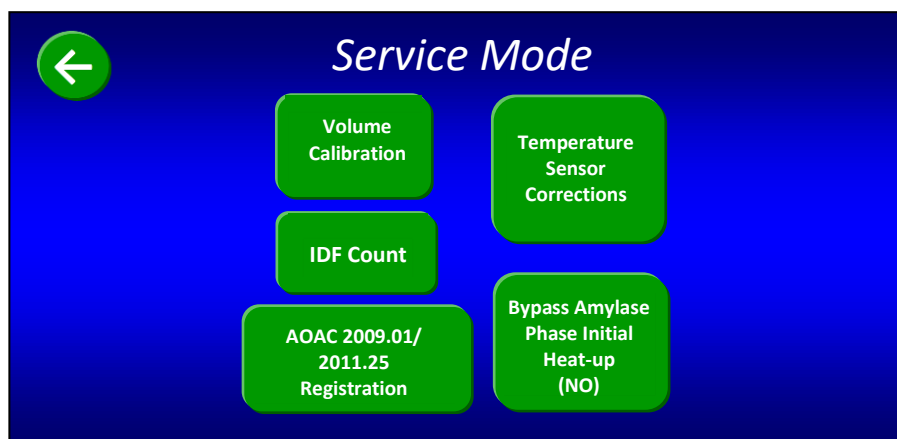 Service Mode
Volume
Calibration
Temperature
Sensor
Corrections
IDF Count
Bypass Amylase
Phase Initial
Heat-up
(NO)
AOAC 2009.01/
2011.25
Registration